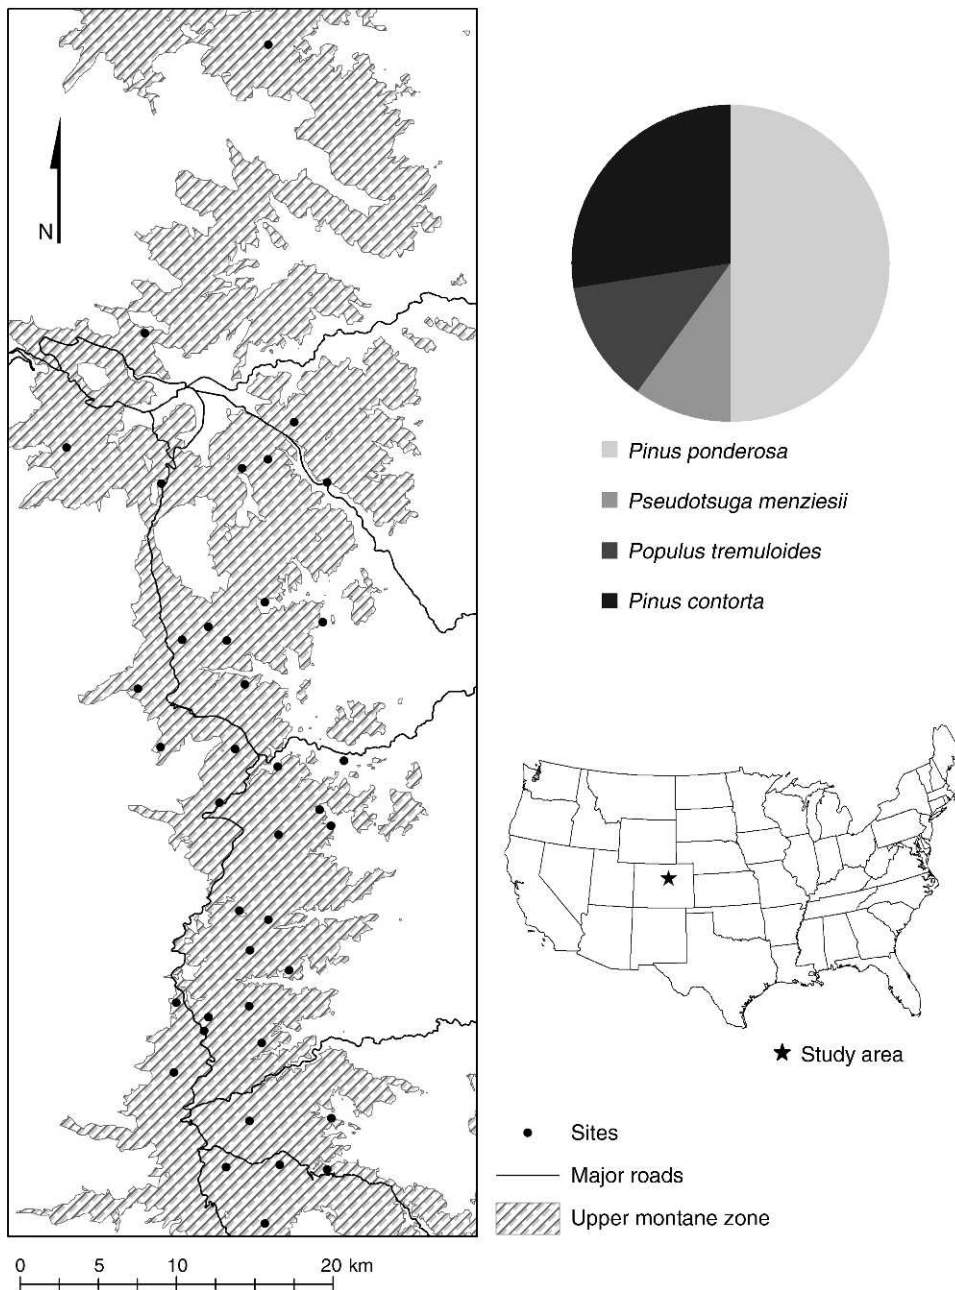 N
Pinus ponderosa
Pseudotsuga menziesii
Populus tremuloides
Pinus contorta
Study area
Sites
Major roads
Upper montane zone
0 5 10 20 km